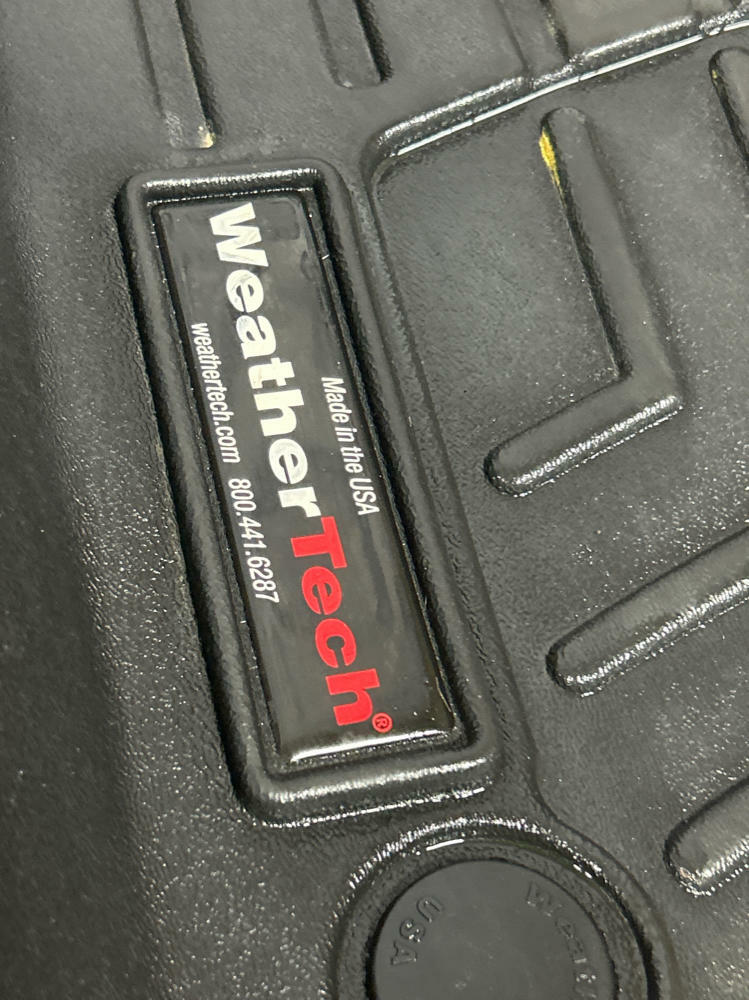 Made in the USA
WeatherTech®
weathertech.com 800.441.6287
USA